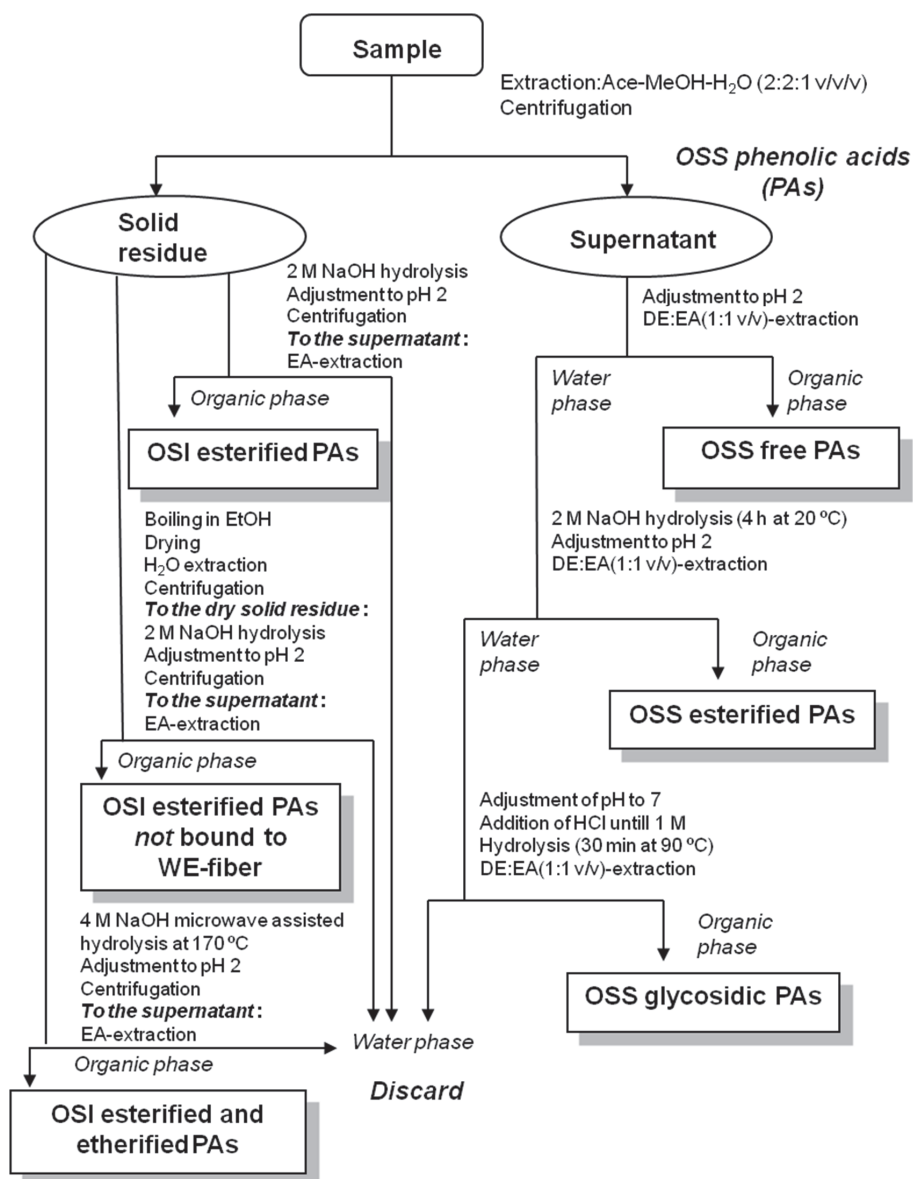 Sample
Extraction:Ace-MeOH-H₂O (2:2:1 v/v/v)
Centrifugation
OSS phenolic acids
(PAs)
Solid
residue
Supernatant
2 M NaOH hydrolysis
Adjustment to pH 2
Centrifugation
To the supernatant:
EA-extraction
Adjustment to pH 2
DE:EA(1:1 v/v)-extraction
Organic phase
Water
phase
Organic
phase
OSI esterified PAs
OSS free PAs
Boiling in EtOH
Drying
H₂O extraction
Centrifugation
To the dry solid residue:
2 M NaOH hydrolysis
Adjustment to pH 2
Centrifugation
To the supernatant:
EA-extraction
2 M NaOH hydrolysis (4 h at 20 ºC)
Adjustment to pH 2
DE:EA(1:1 v/v)-extraction
Water
phase
Organic
phase
OSS esterified PAs
Organic phase
OSI esterified PAs
not bound to
WE-fiber
Adjustment of pH to 7
Addition of HCl untill 1 M
Hydrolysis (30 min at 90 ºC)
DE:EA(1:1 v/v)-extraction
4 M NaOH microwave assisted
hydrolysis at 170 ºC
Adjustment to pH 2
Centrifugation
To the supernatant:
EA-extraction
Organic
phase
OSS glycosidic PAs
Water phase
Discard
Organic phase
OSI esterified and
etherified PAs